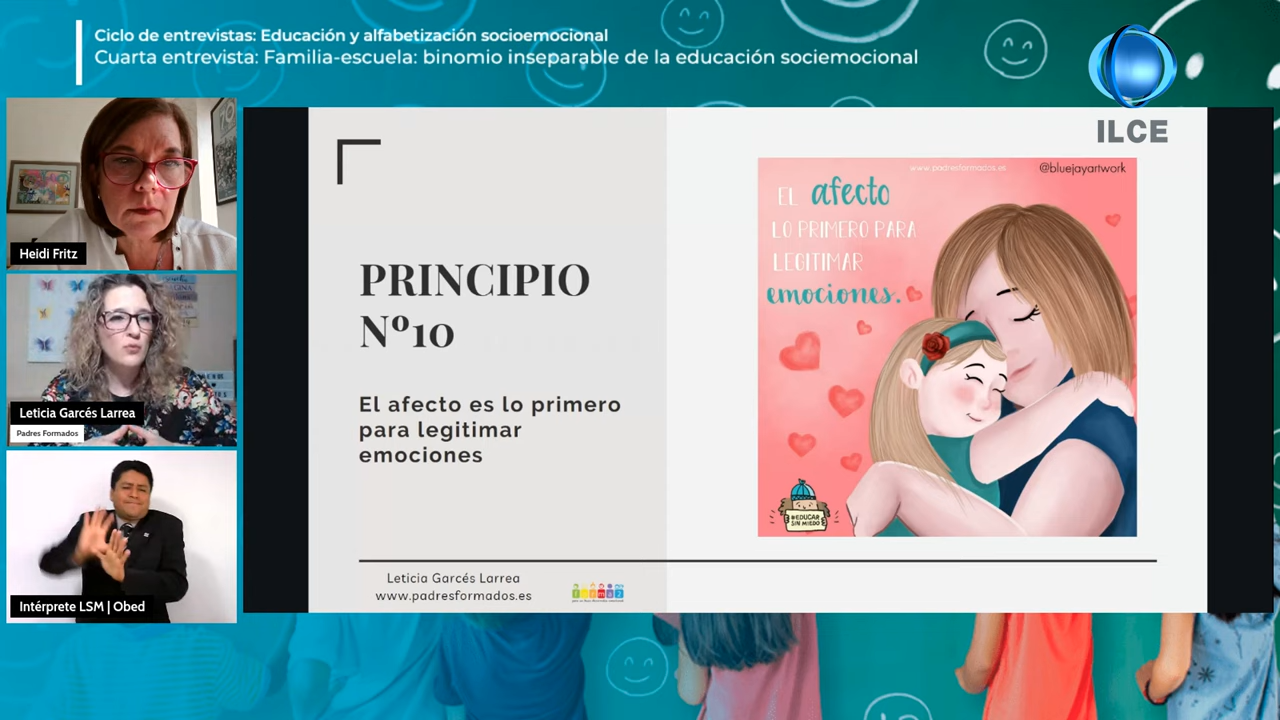 Ciclo de entrevistas: Educación y alfabetización socioemocional
Cuarta entrevista: Familia-escuela: binomio inseparable de la educación sociemocional
ILCE
Heidi Fritz
Leticia Garcés Larrea
Padres Formados
Intérprete LSM | Obed
PRINCIPIO
Nº10
El afecto es lo primero
para legitimar
emociones
www.padresformados.es
@bluejayartwork
EL afecto
LO PRIMERO PARA
LEGITIMAR
emociones.
#EDUCAR
SIN MIEDO
Leticia Garcés Larrea
www.padresformados.es